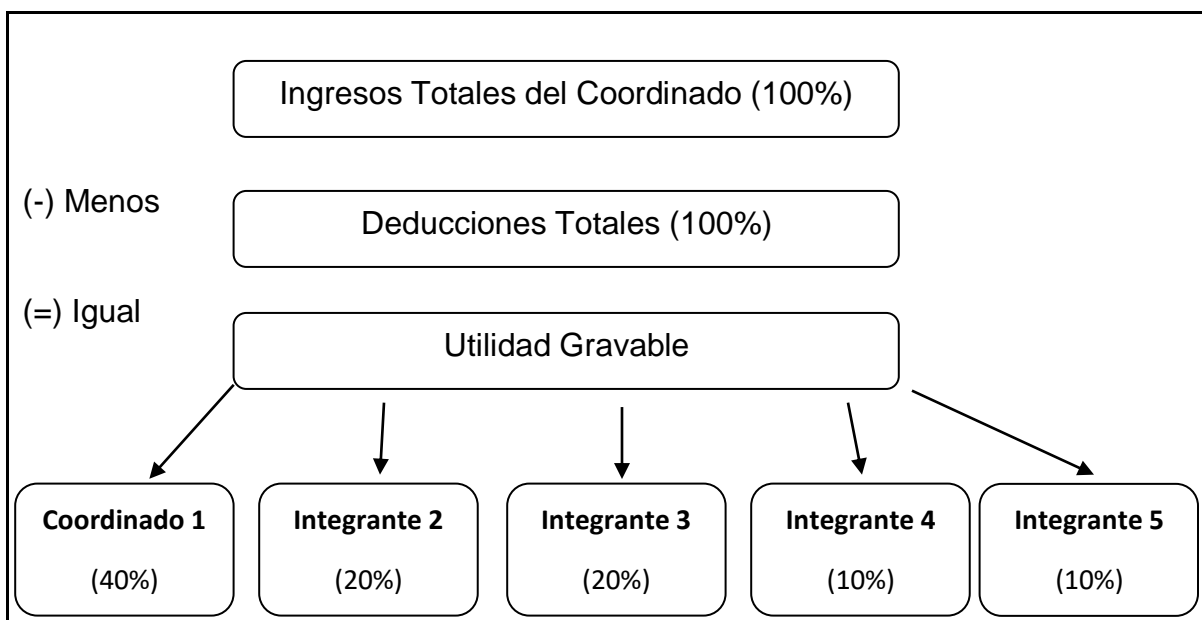 Ingresos Totales del Coordinado (100%)
(-) Menos
Deducciones Totales (100%)
(=) Igual
Utilidad Gravable
Coordinado 1
(40%)
Integrante 2
(20%)
Integrante 3
(20%)
Integrante 4
(10%)
Integrante 5
(10%)